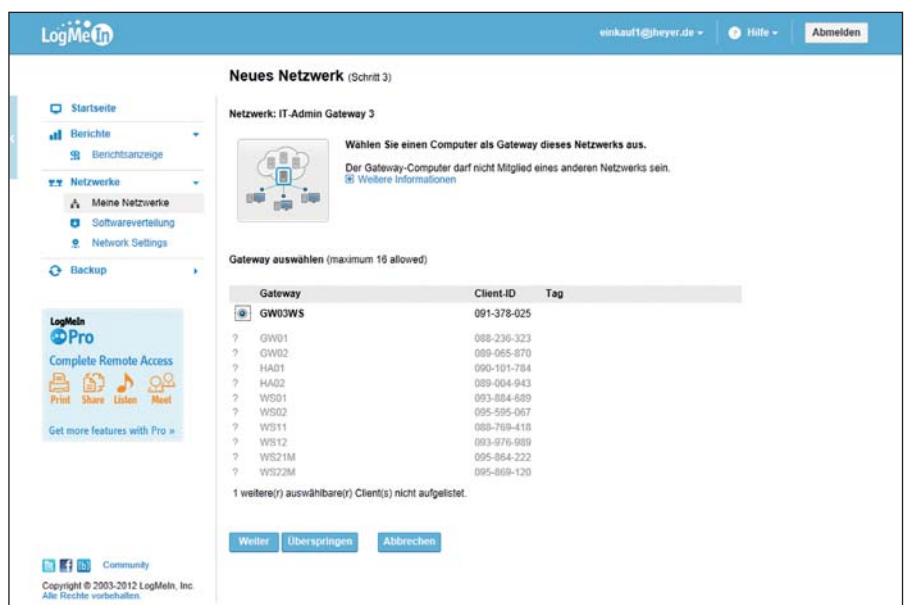 LogMeIn
einkauf1@jheyer.de
Hilfe
Abmelden
Startseite
Berichte
Berichtsanzeige
Netzwerke
Meine Netzwerke
Softwareverteilung
Network Settings
Backup
LogMeIn
Pro
Complete Remote Access
Print Share Listen Meet
Get more features with Pro »
Community
Copyright © 2003-2012 LogMeIn, Inc.
Alle Rechte vorbehalten.
Neues Netzwerk (Schritt 3)
Netzwerk: IT-Admin Gateway 3
Wählen Sie einen Computer als Gateway dieses Netzwerks aus.
Der Gateway-Computer darf nicht Mitglied eines anderen Netzwerks sein.
Weitere Informationen
Gateway auswählen (maximum 16 allowed)
Gateway Client-ID Tag
GW03WS 091-378-025
? GW01 088-236-323
? GW02 089-065-870
? HA01 090-101-784
? HA02 089-004-943
? WS01 093-884-689
? WS02 095-595-067
? WS11 088-769-418
? WS12 093-976-989
? WS21M 095-864-222
? WS22M 095-869-120
1 weitere(r) auswählbare(r) Client(s) nicht aufgelistet.
Weiter Überspringen Abbrechen